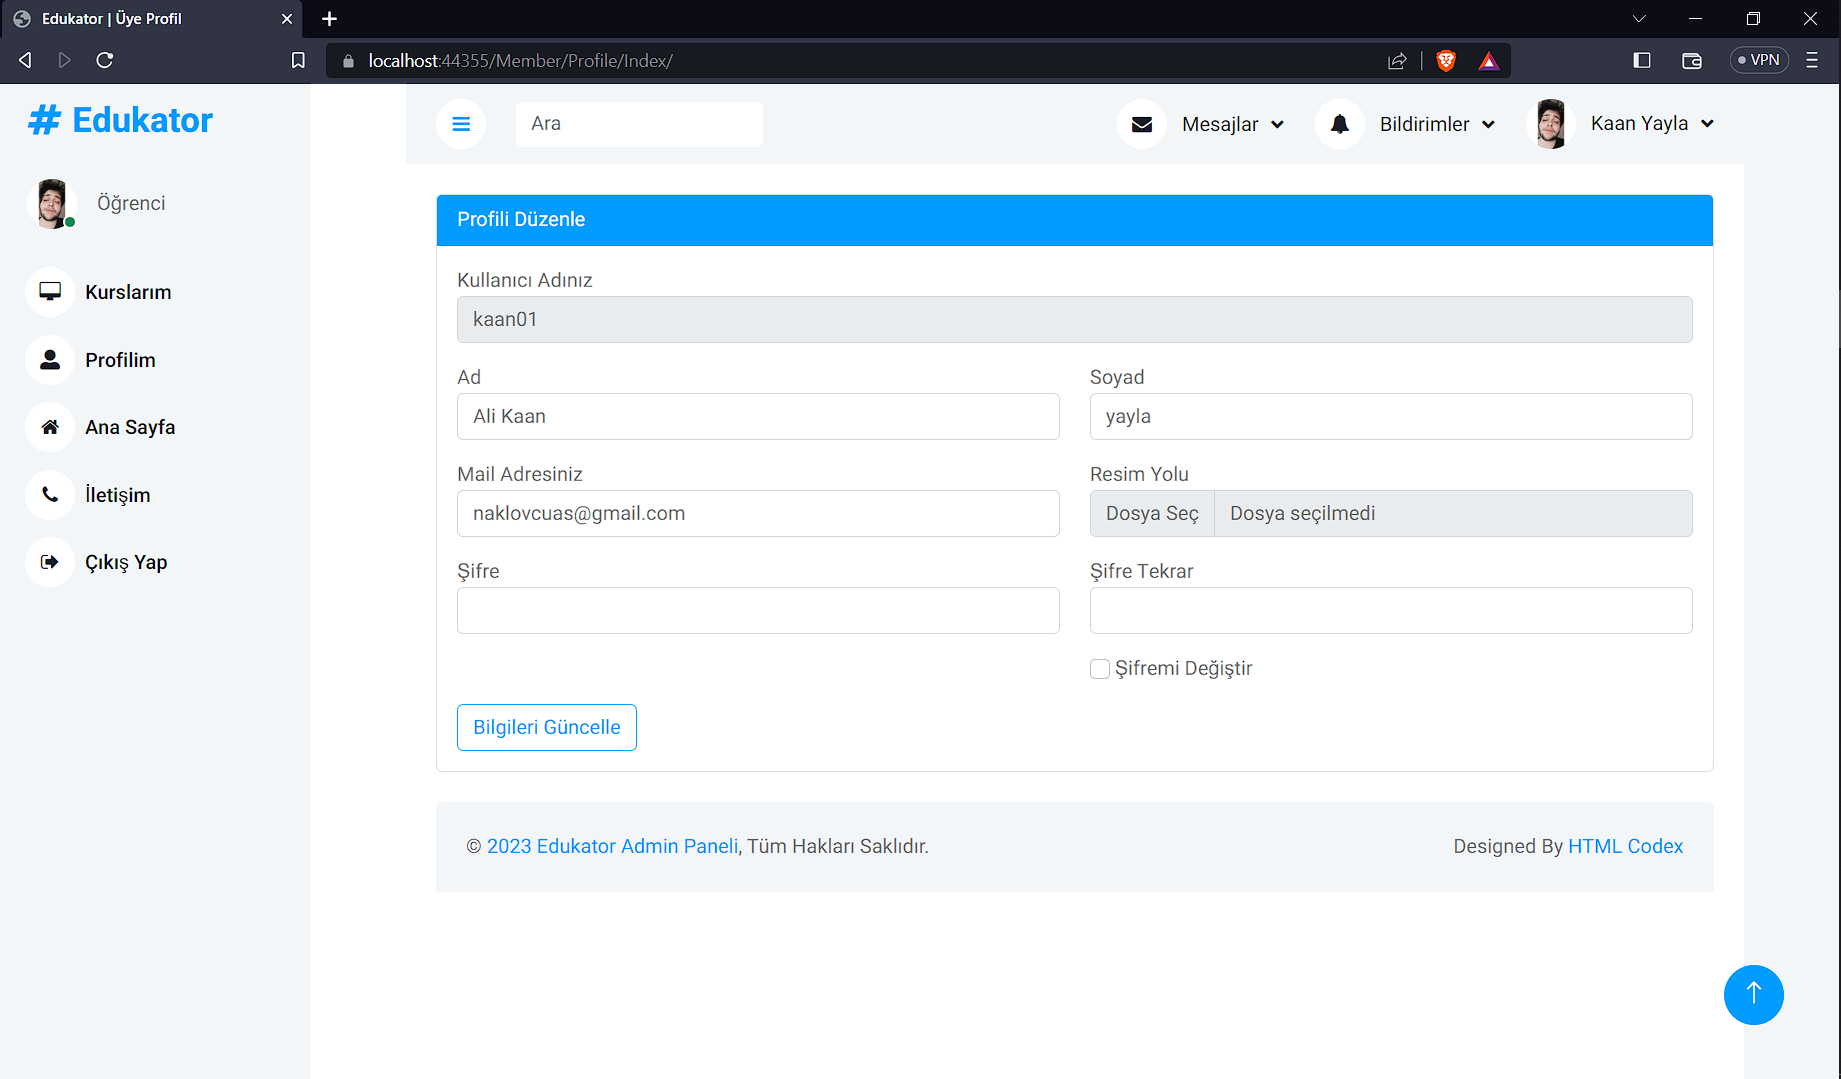 Edukator | Üye Profil
localhost:44355/Member/Profile/Index/
VPN
# Edukator
Öğrenci
Kurslarım
Profilim
Ana Sayfa
İletişim
Çıkış Yap
Ara
Mesajlar
Bildirimler
Kaan Yayla
Profili Düzenle
Kullanıcı Adınız
kaan01
Ad
Soyad
Ali Kaan
yayla
Mail Adresiniz
Resim Yolu
naklovcuas@gmail.com
Dosya Seç Dosya seçilmedi
Şifre
Şifre Tekrar
Şifremi Değiştir
Bilgileri Güncelle
© 2023 Edukator Admin Paneli, Tüm Hakları Saklıdır.
Designed By HTML Codex